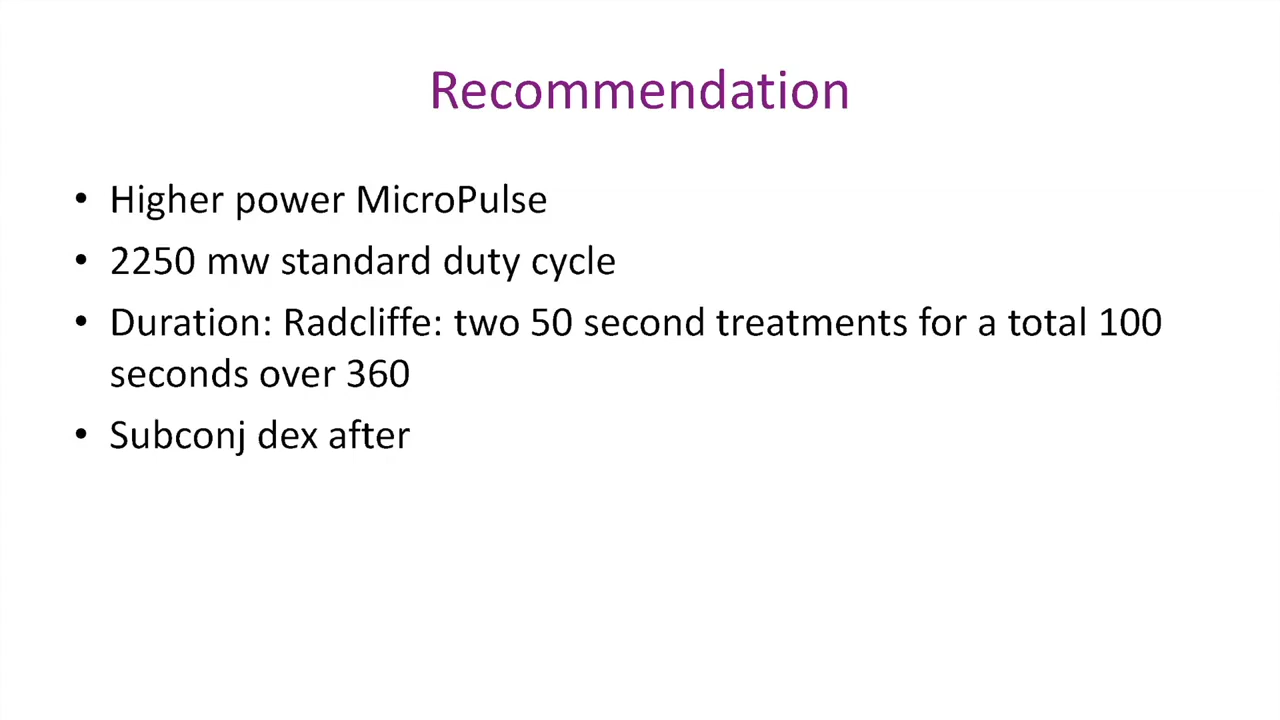 Recommendation
• Higher power MicroPulse
• 2250 mw standard duty cycle
• Duration: Radcliffe: two 50 second treatments for a total 100
seconds over 360
• Subconj dex after